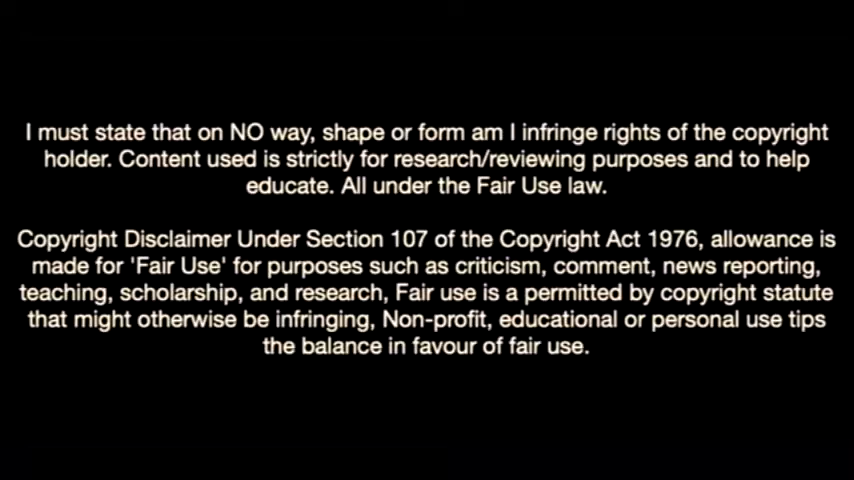 I must state that on NO way, shape or form am I infringe rights of the copyright
holder. Content used is strictly for research/reviewing purposes and to help
educate. All under the Fair Use law.
Copyright Disclaimer Under Section 107 of the Copyright Act 1976, allowance is
made for 'Fair Use' for purposes such as criticism, comment, news reporting,
teaching, scholarship, and research, Fair use is a permitted by copyright statute
that might otherwise be infringing, Non-profit, educational or personal use tips
the balance in favour of fair use.